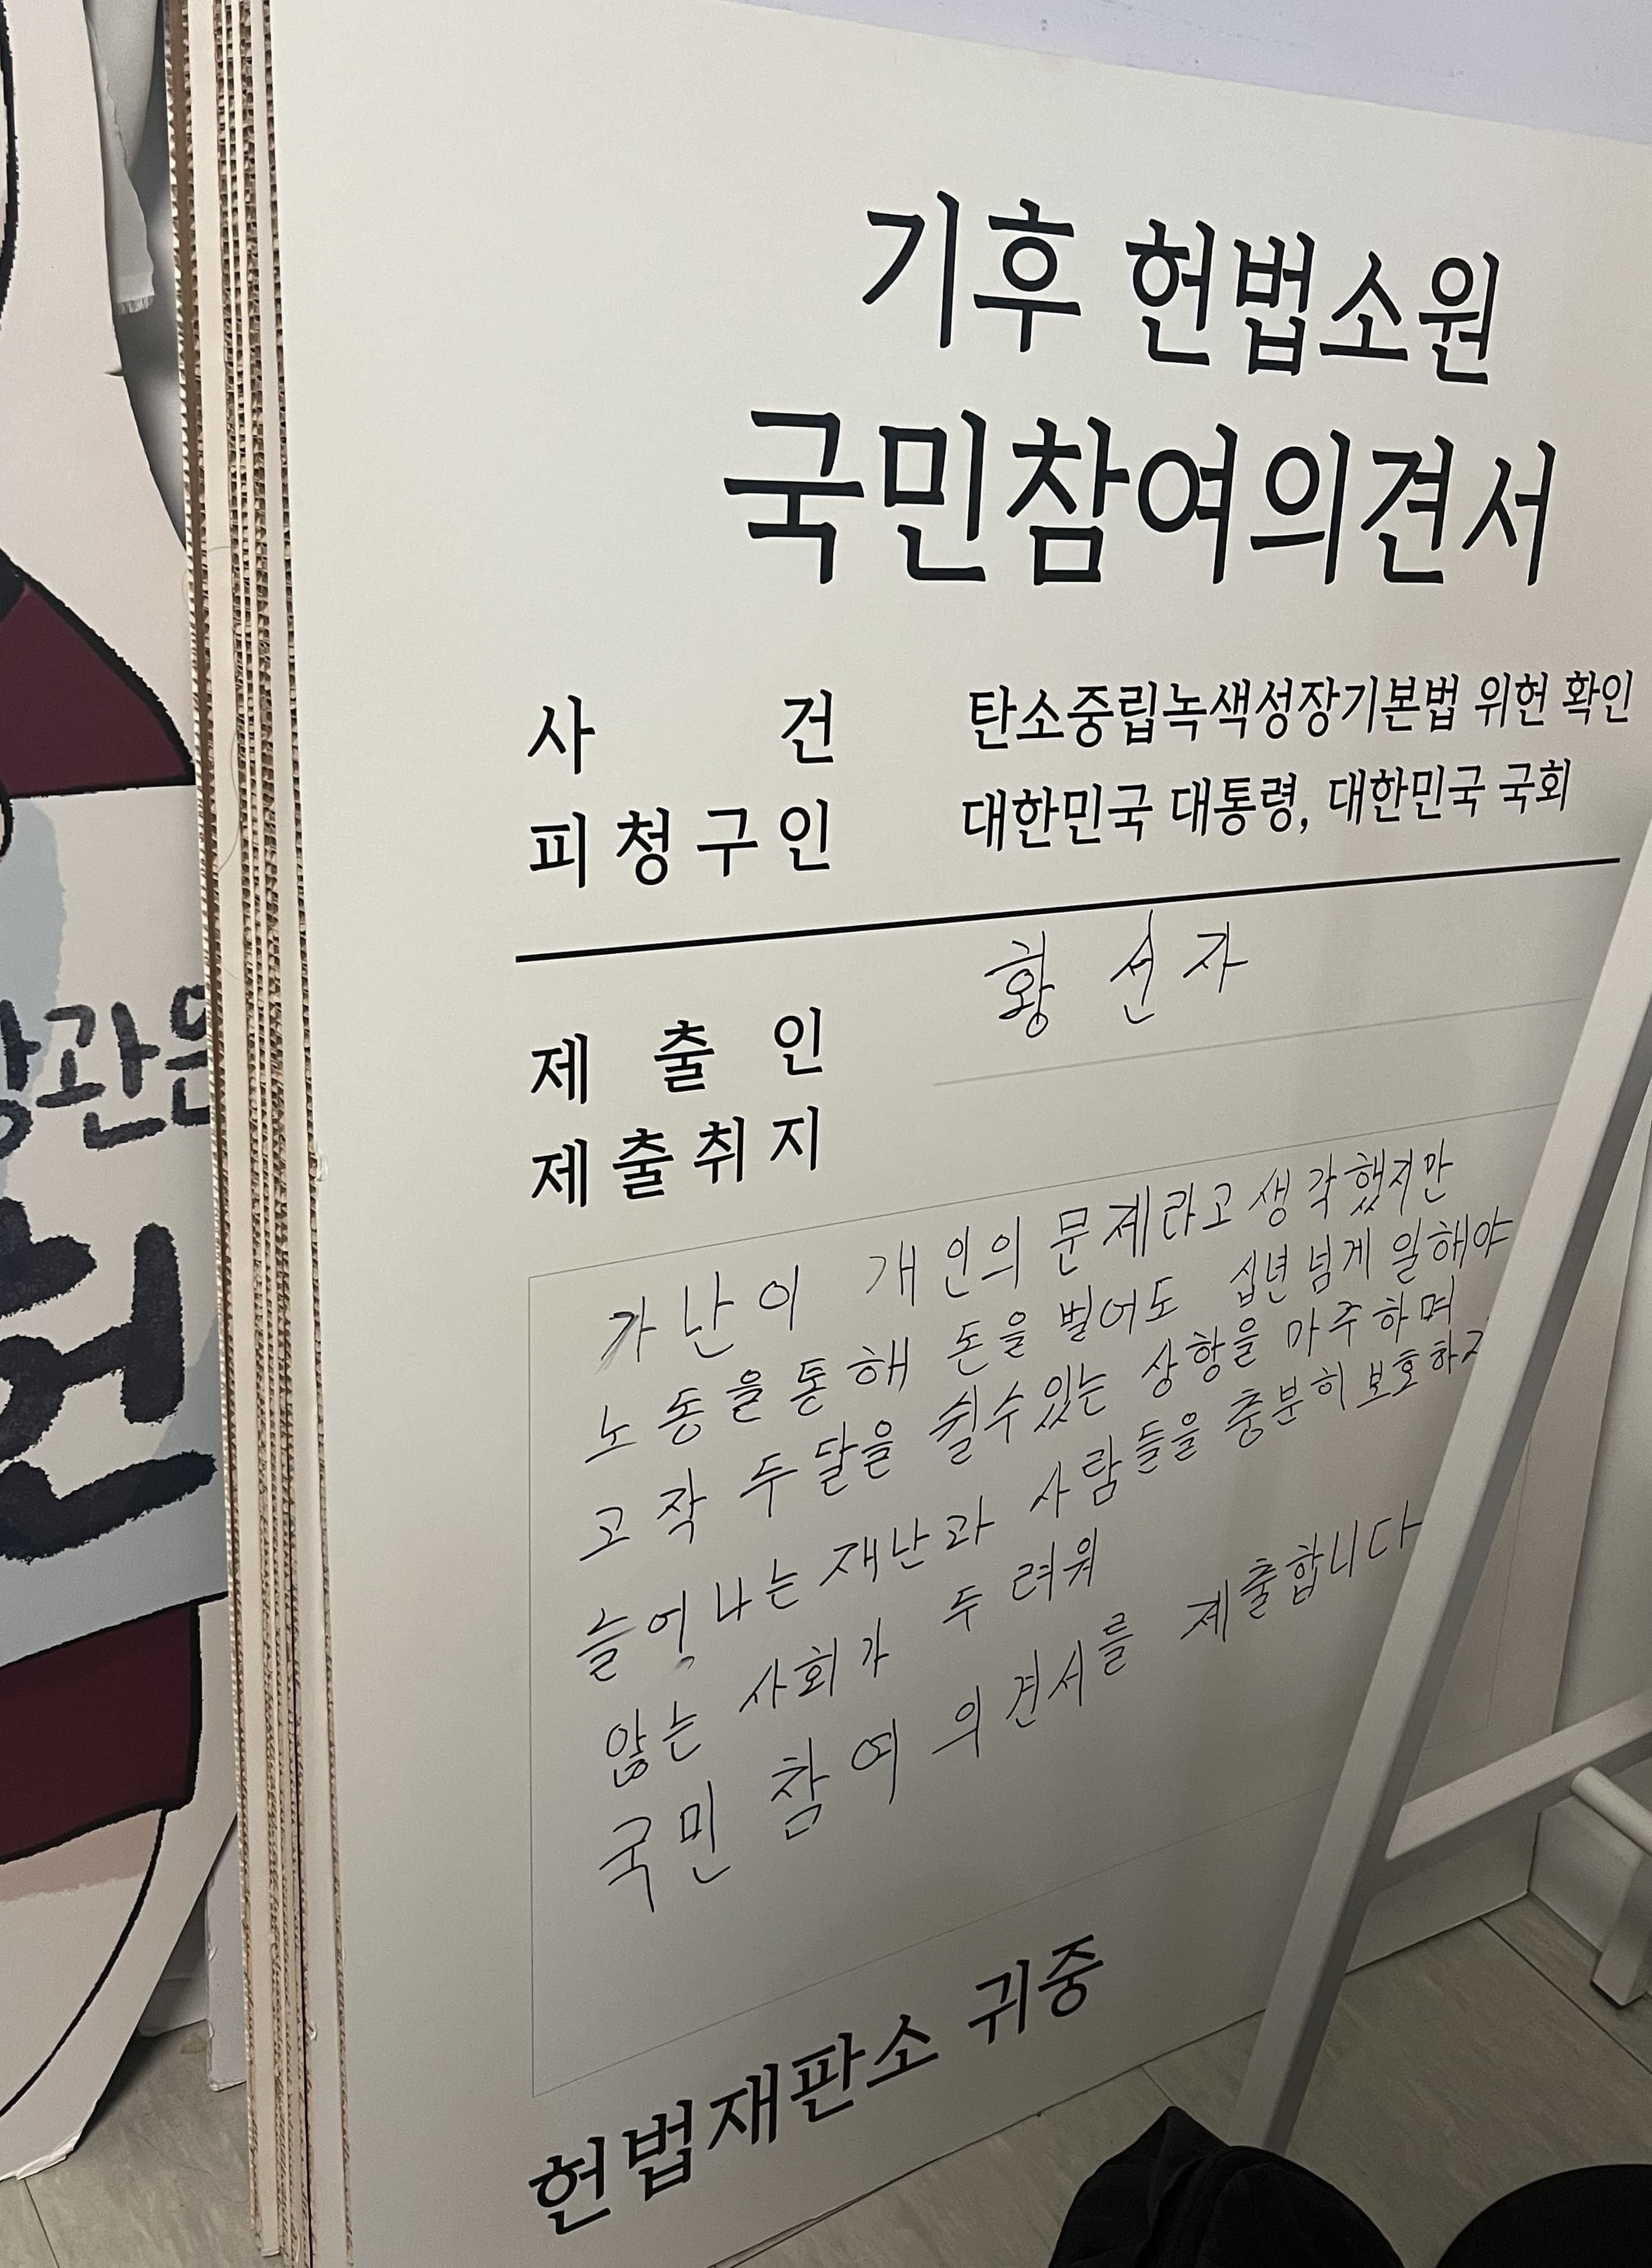 기후 헌법소원
국민참여의견서
사 건 탄소중립녹색성장기본법 위헌 확인
피청구인 대한민국 대통령, 대한민국 국회
제출인 황선자
제출취지
가난이 개인의 문제라고 생각했지만
노동을통해 돈을 벌어도 십년넘게 일해야
고작 두달을 쉴수있는 상항을 마주하며
늘어나는 재난과 사람들을 충분히 보호하지
않는 사회가 두려워
국민 참여 의견서를 제출합니다
헌법재판소 귀중
관은
헌